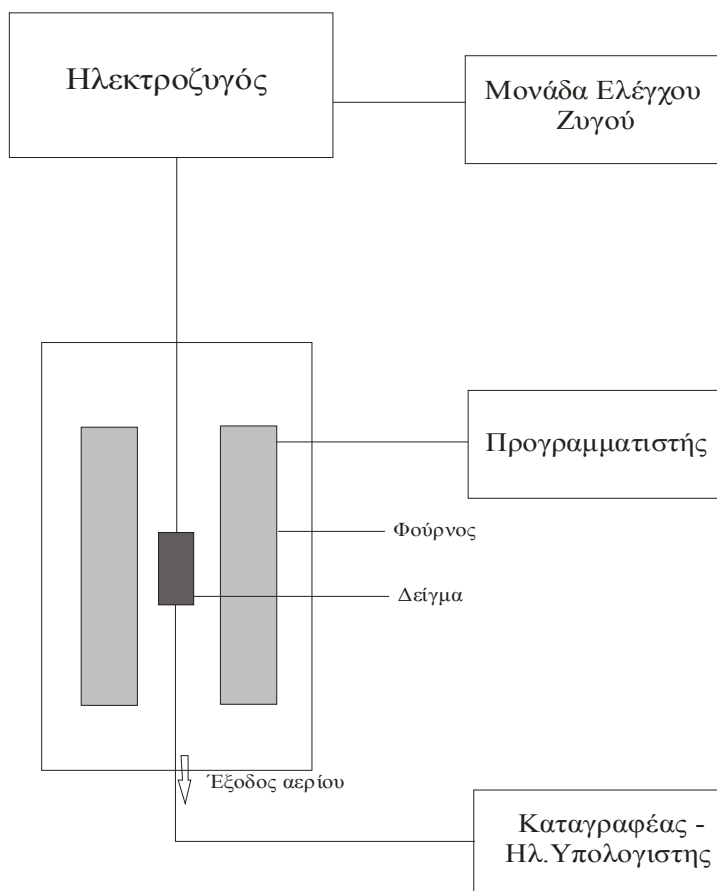 Ηλεκτροζυγός
Μονάδα Ελέγχου
Ζυγού
Προγραμματιστής
Φούρνος
Δείγμα
Έξοδος αερίου
Καταγραφέας -
Ηλ.Υπολογιστης